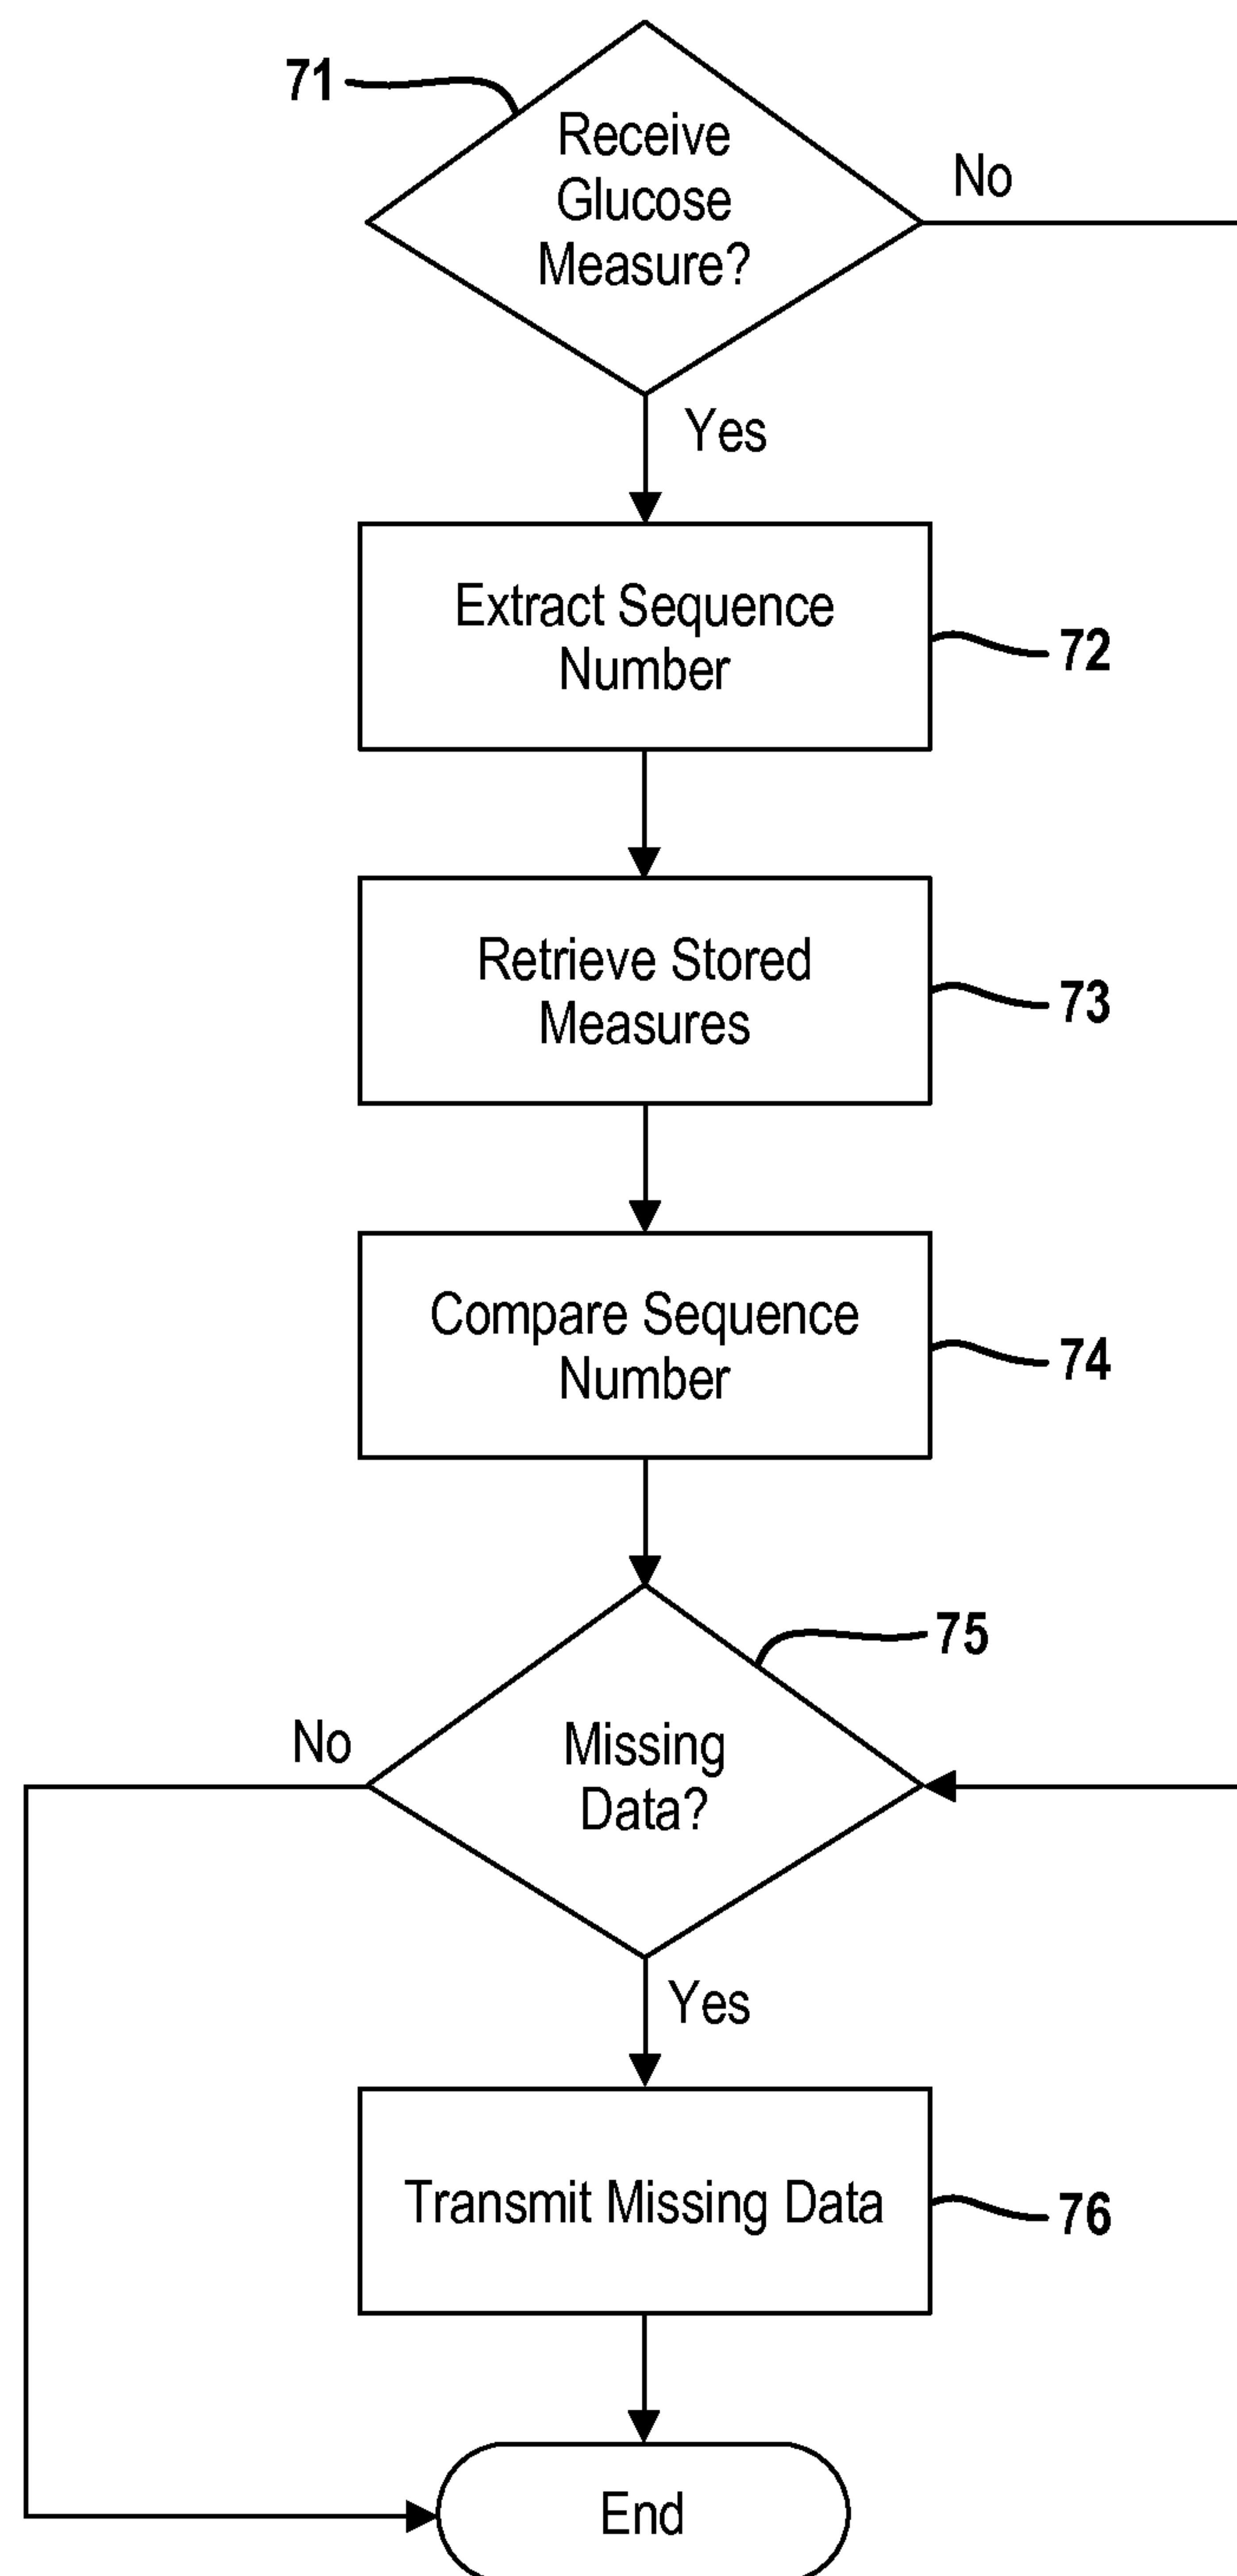 71
Receive
Glucose
Measure?
No
Yes
Extract Sequence
Number
72
Retrieve Stored
Measures
73
Compare Sequence
Number
74
75
No
Missing
Data?
Yes
Transmit Missing Data
76
End